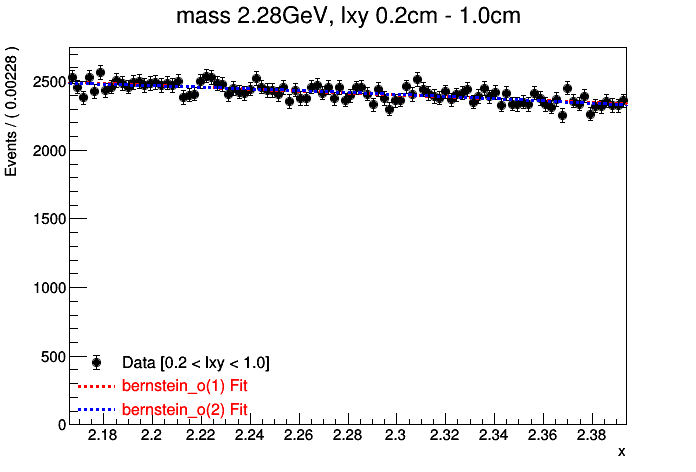 mass 2.28GeV, lxy 0.2cm - 1.0cm
Events / ( 0.00228 )
2500
2000
1500
1000
500
0
Data [0.2 < lxy < 1.0]
bernstein_o(1) Fit
bernstein_o(2) Fit
2.18 2.2 2.22 2.24 2.26 2.28 2.3 2.32 2.34 2.36 2.38
x